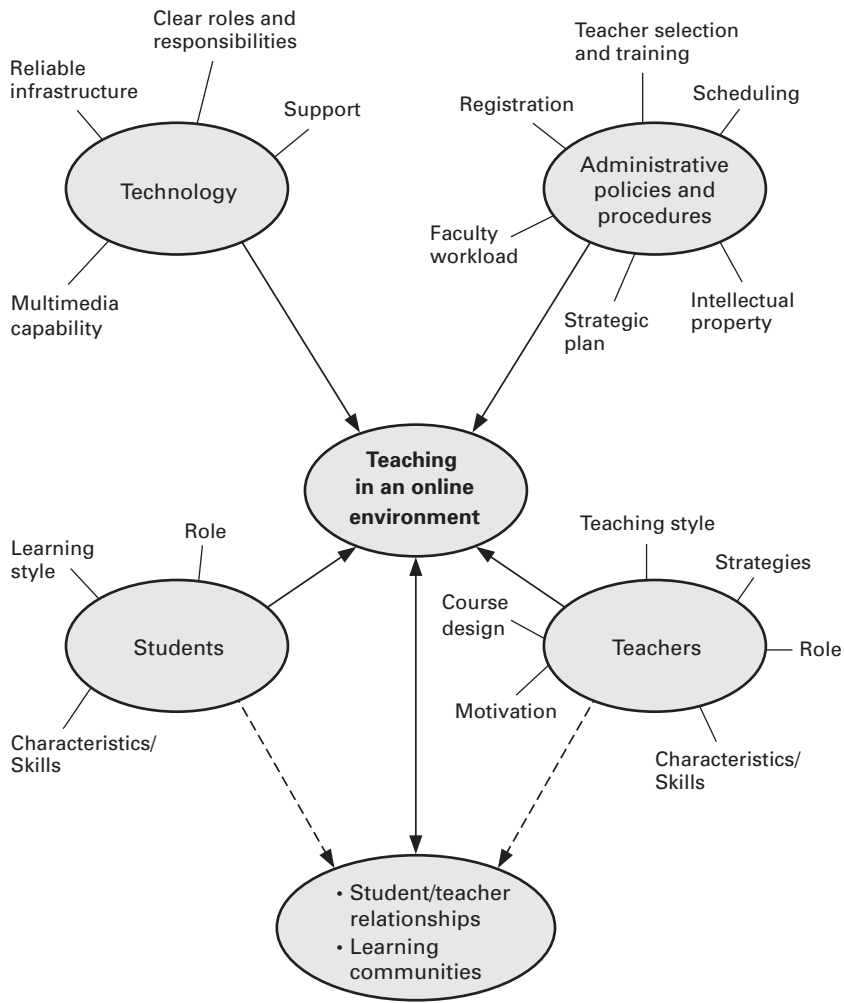 Clear roles and
responsibilities
Reliable
infrastructure
Support
Technology
Multimedia
capability
Teacher selection
and training
Registration
Scheduling
Administrative
policies and
procedures
Faculty
workload
Strategic
plan
Intellectual
property
Teaching
in an online
environment
Learning
style
Role
Students
Characteristics/
Skills
Teaching style
Strategies
Course
design
Teachers
Role
Motivation
Characteristics/
Skills
• Student/teacher
relationships
• Learning
communities